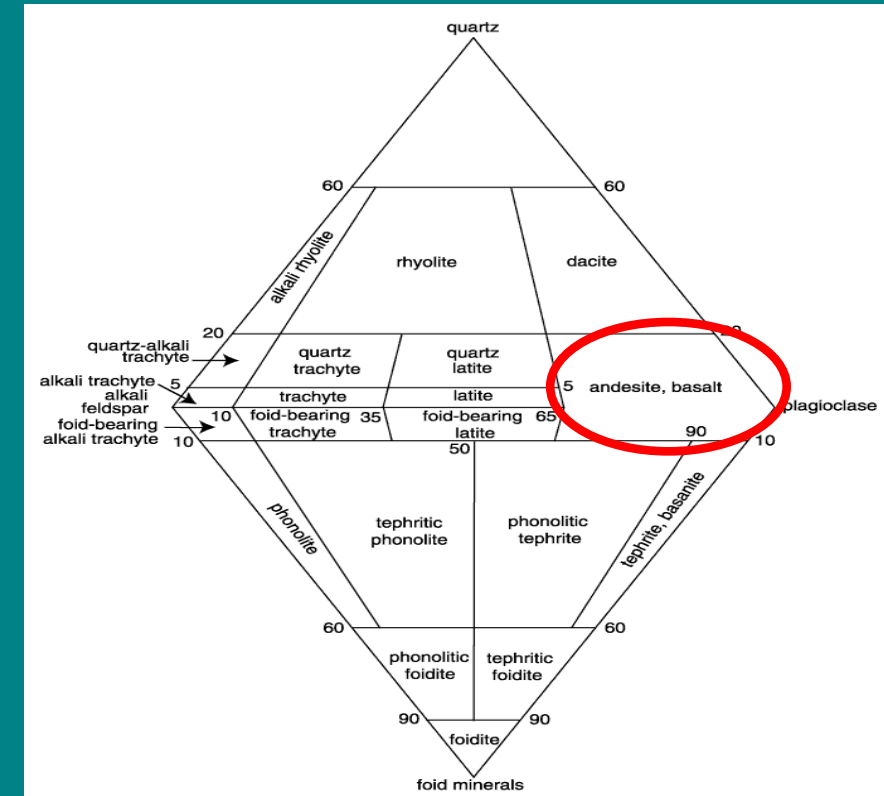 quartz
60
60
alkali rhyolite
rhyolite
dacite
20
20
quartz-alkali
trachyte
quartz
trachyte
quartz
latite
5
5
andesite, basalt
alkali trachyte
trachyte
latite
alkali
feldspar
plagioclase
10
foid-bearing
trachyte
35
foid-bearing
latite
65
foid-bearing
alkali trachyte
10
50
90
10
phonolite
tephritic
phonolite
phonolitic
tephrite
tephrite, basanite
60
60
phonolitic
foidite
tephritic
foidite
90
90
foidite
foid minerals